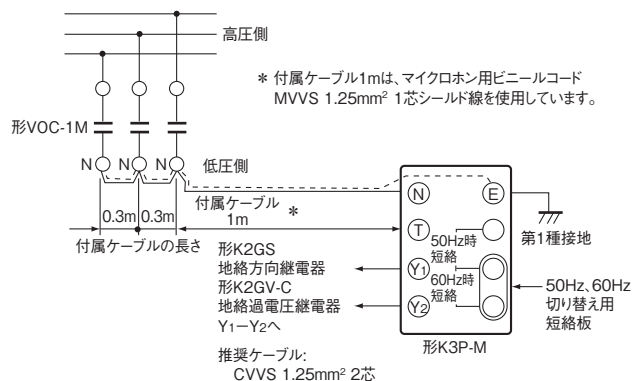 高圧側
* 付属ケーブル1mは、マイクロホン用ビニールコード
MVVS 1.25mm² 1芯シールド線を使用しています。
形VOC-1M
N N N
低圧側
付属ケーブル
1m *
0.3m 0.3m
付属ケーブルの長さ
N E
T
50Hz時
短絡
Y1
60Hz時
短絡
Y2
第1種接地
50Hz、60Hz
切り替え用
短絡板
形K2GS
地絡方向継電器
形K2GV-C
地絡過電圧継電器
Y1−Y2へ
形K3P-M
推奨ケーブル:
CVVS 1.25mm² 2芯